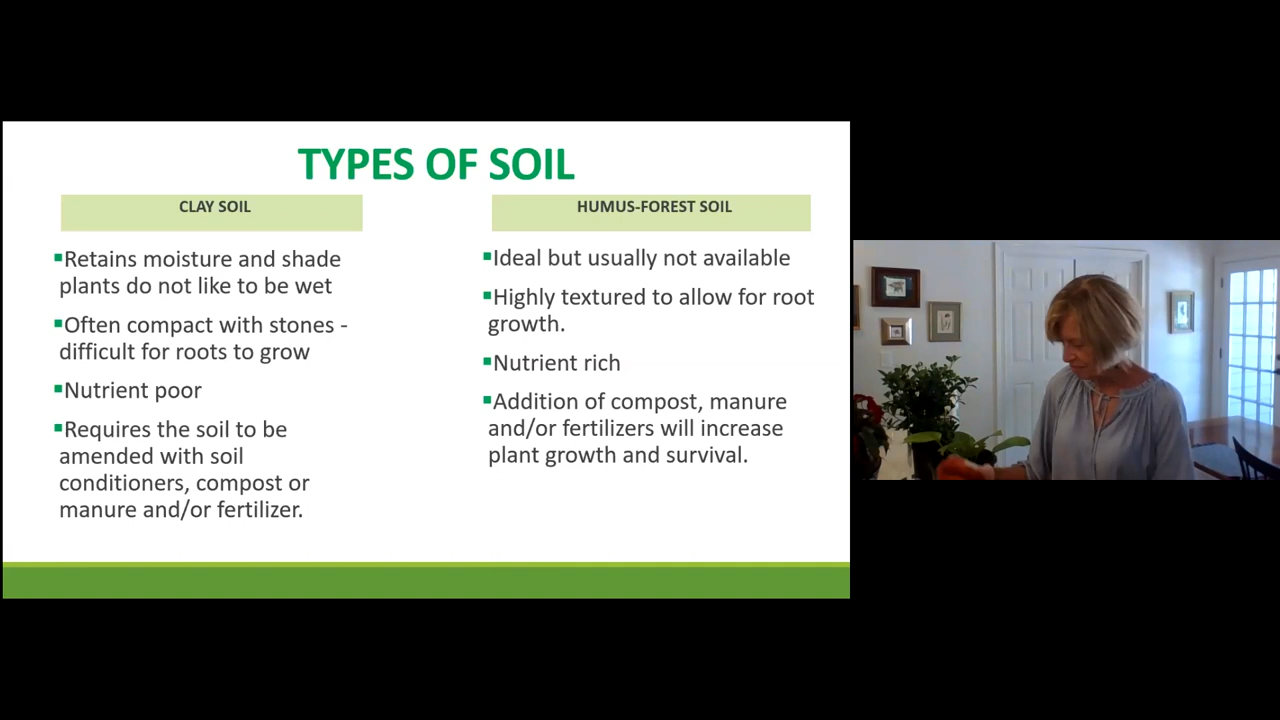 TYPES OF SOIL
CLAY SOIL
▪Retains moisture and shade
plants do not like to be wet
▪Often compact with stones -
difficult for roots to grow
▪Nutrient poor
▪Requires the soil to be
amended with soil
conditioners, compost or
manure and/or fertilizer.
HUMUS-FOREST SOIL
▪Ideal but usually not available
▪Highly textured to allow for root
growth.
▪Nutrient rich
▪Addition of compost, manure
and/or fertilizers will increase
plant growth and survival.